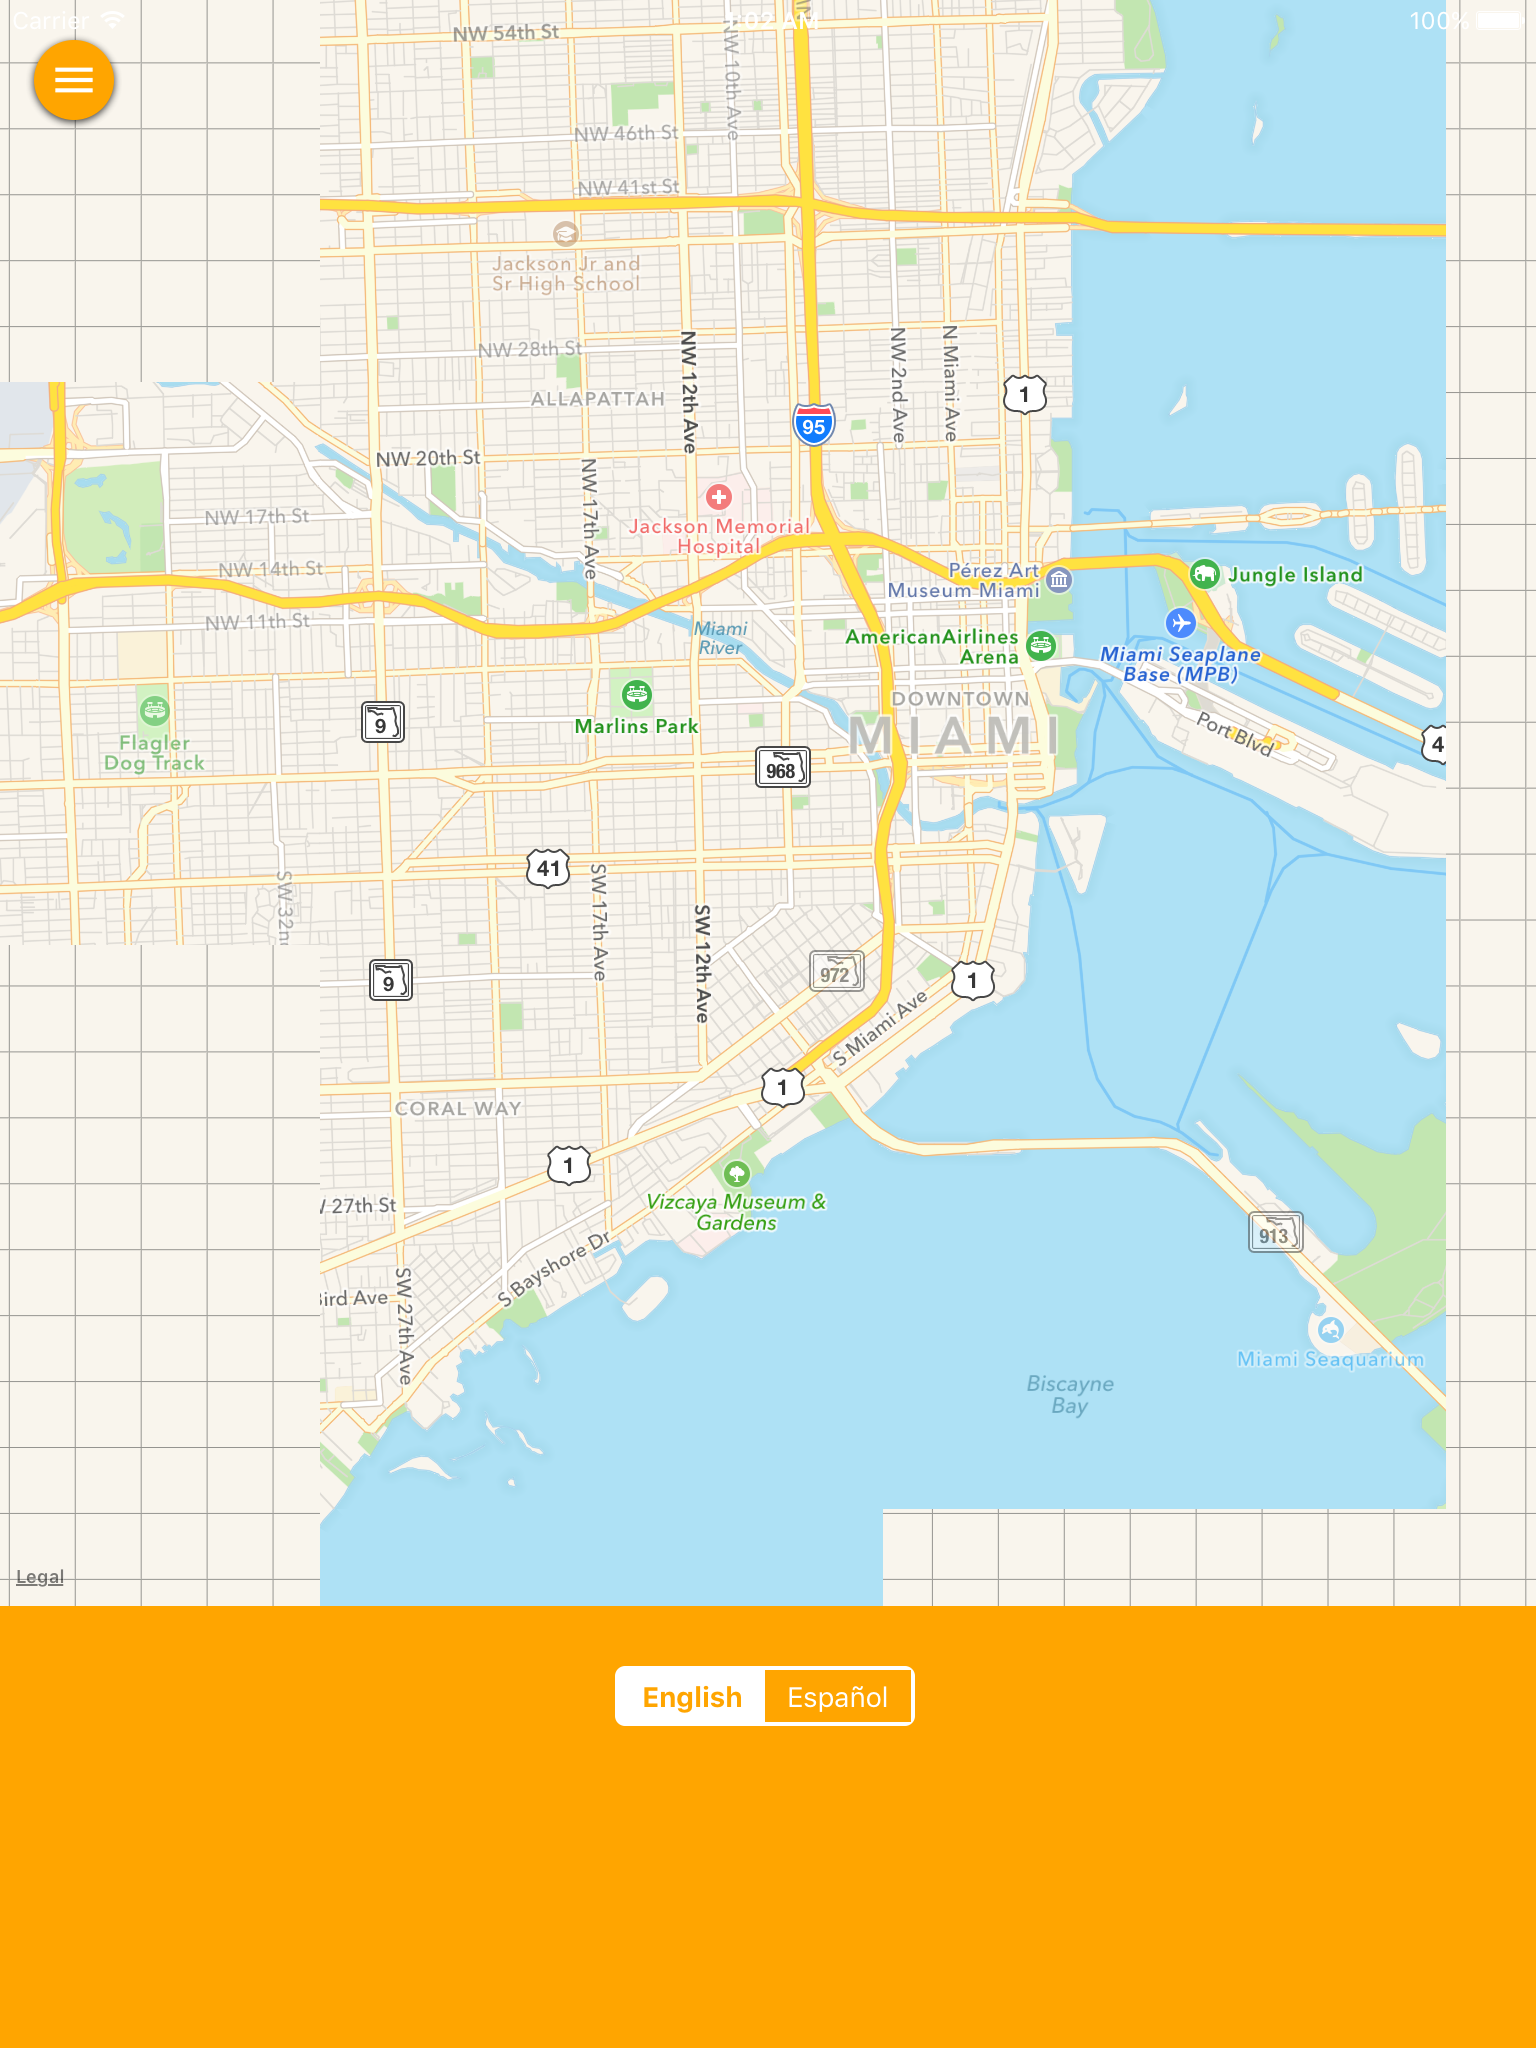 Carrier
100%
NW 54th St
NW 10th Ave
NW 46th St
NW 41st St
Jackson Jr and
Sr High School
NW 28th St
NW 12th Ave
NW 2nd Ave
N Miami Ave
1
ALLAPATTAH
95
NW 20th St
NW 17th Ave
NW 17th St
Jackson Memorial
Hospital
NW 14th St
Pérez Art
Museum Miami
Jungle Island
NW 11th St
Miami
River
AmericanAirlines
Arena
Miami Seaplane
Base (MPB)
DOWNTOWN
MIAMI
9
Marlins Park
Flagler
Dog Track
Port Blvd
4
968
41
SW 17th Ave
SW 32nd
SW 12th Ave
972
9
1
S Miami Ave
1
CORAL WAY
1
Vizcaya Museum &
Gardens
27th St
913
S Bayshore Dr
Bird Ave
SW 27th Ave
Miami Seaquarium
Biscayne
Bay
Legal
English
Español